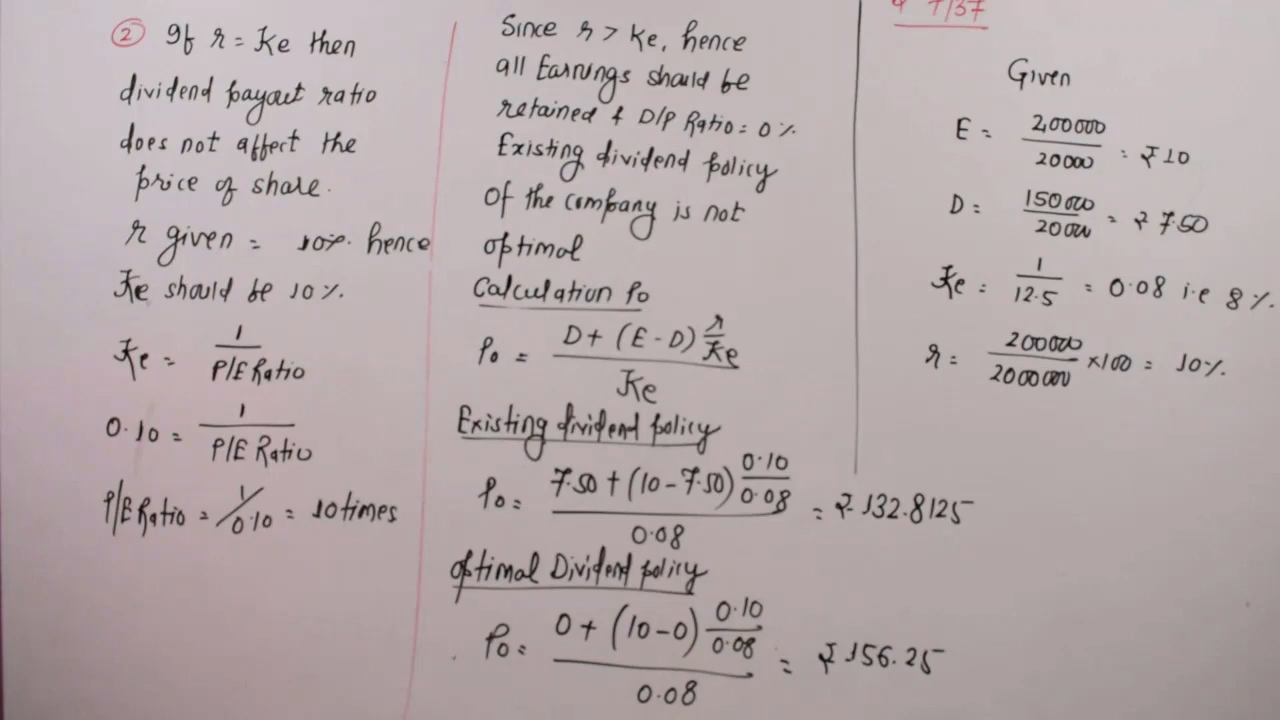 ② If r = Ke then
dividend payout ratio
does not affect the
price of share.
r given = 10%. hence
Ke should be 10%.
Ke = 1 / P/E Ratio
0.10 = 1 / P/E Ratio
P/E Ratio = 1/0.10 = 10 times
Since r > Ke, hence
all Earnings should be
retained & D/P Ratio = 0%
Existing dividend policy
of the company is not
optimal
Calculation Po
Po = D + (E - D) r/Ke / Ke
Existing dividend policy
Po = 7.50 + (10 - 7.50) 0.10/0.08 / 0.08 = ₹ 132.8125
optimal Dividend policy
Po = 0 + (10 - 0) 0.10/0.08 / 0.08 = ₹ 156.25
Given
E = 200000 / 20000 = ₹ 10
D = 150000 / 20000 = ₹ 7.50
Ke = 1 / 12.5 = 0.08 i.e 8%.
r = 200000 / 2000000 × 100 = 10%.